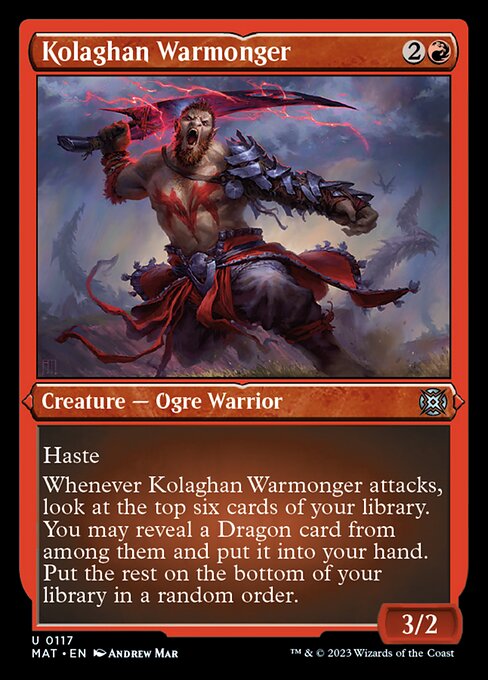 Kolaghan Warmonger 2
Creature — Ogre Warrior
Haste
Whenever Kolaghan Warmonger attacks,
look at the top six cards of your library.
You may reveal a Dragon card from
among them and put it into your hand.
Put the rest on the bottom of your
library in a random order.
3/2
U 0117
MAT • EN Andrew Mar ™ & © 2023 Wizards of the Coast